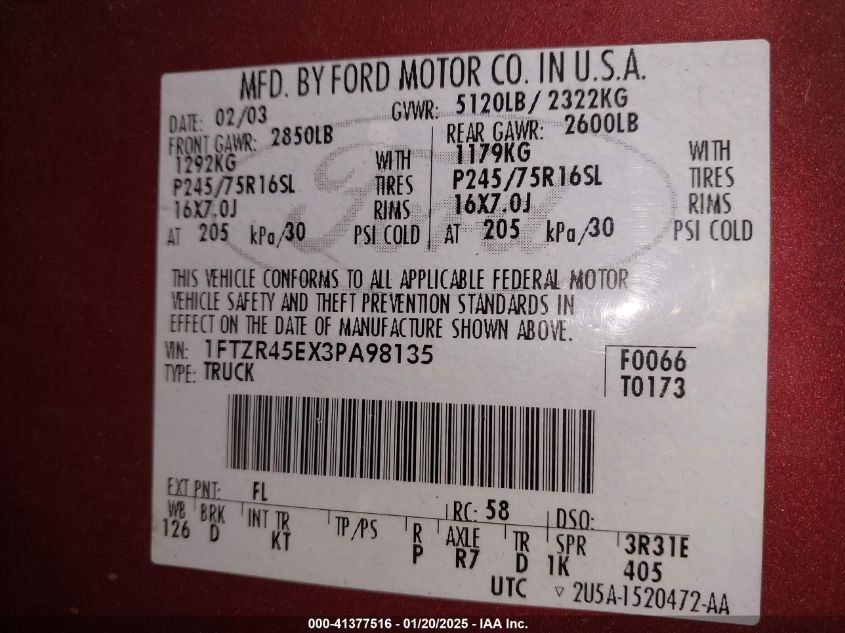 MFD. BY FORD MOTOR CO. IN U.S.A.
DATE: 02/03 GVWR: 5120LB/ 2322KG
FRONT GAWR: 2850LB REAR GAWR: 2600LB
1292KG WITH 1179KG WITH
P245/75R16SL TIRES P245/75R16SL TIRES
16X7.0J RIMS 16X7.0J RIMS
AT 205 kPa/30 PSI COLD AT 205 kPa/30 PSI COLD
THIS VEHICLE CONFORMS TO ALL APPLICABLE FEDERAL MOTOR
VEHICLE SAFETY AND THEFT PREVENTION STANDARDS IN
EFFECT ON THE DATE OF MANUFACTURE SHOWN ABOVE.
VIN: 1FTZR45EX3PA98135 F0066
TYPE: TRUCK T0173
EXT PNT: FL RC: 58 DSO:
WB BRK INT TR TP/PS R AXLE TR SPR 3R31E
126 D KT P R7 D 1K 405
UTC ▽ 2U5A-1520472-AA
Ford
000-41377516 - 01/20/2025 - IAA Inc.